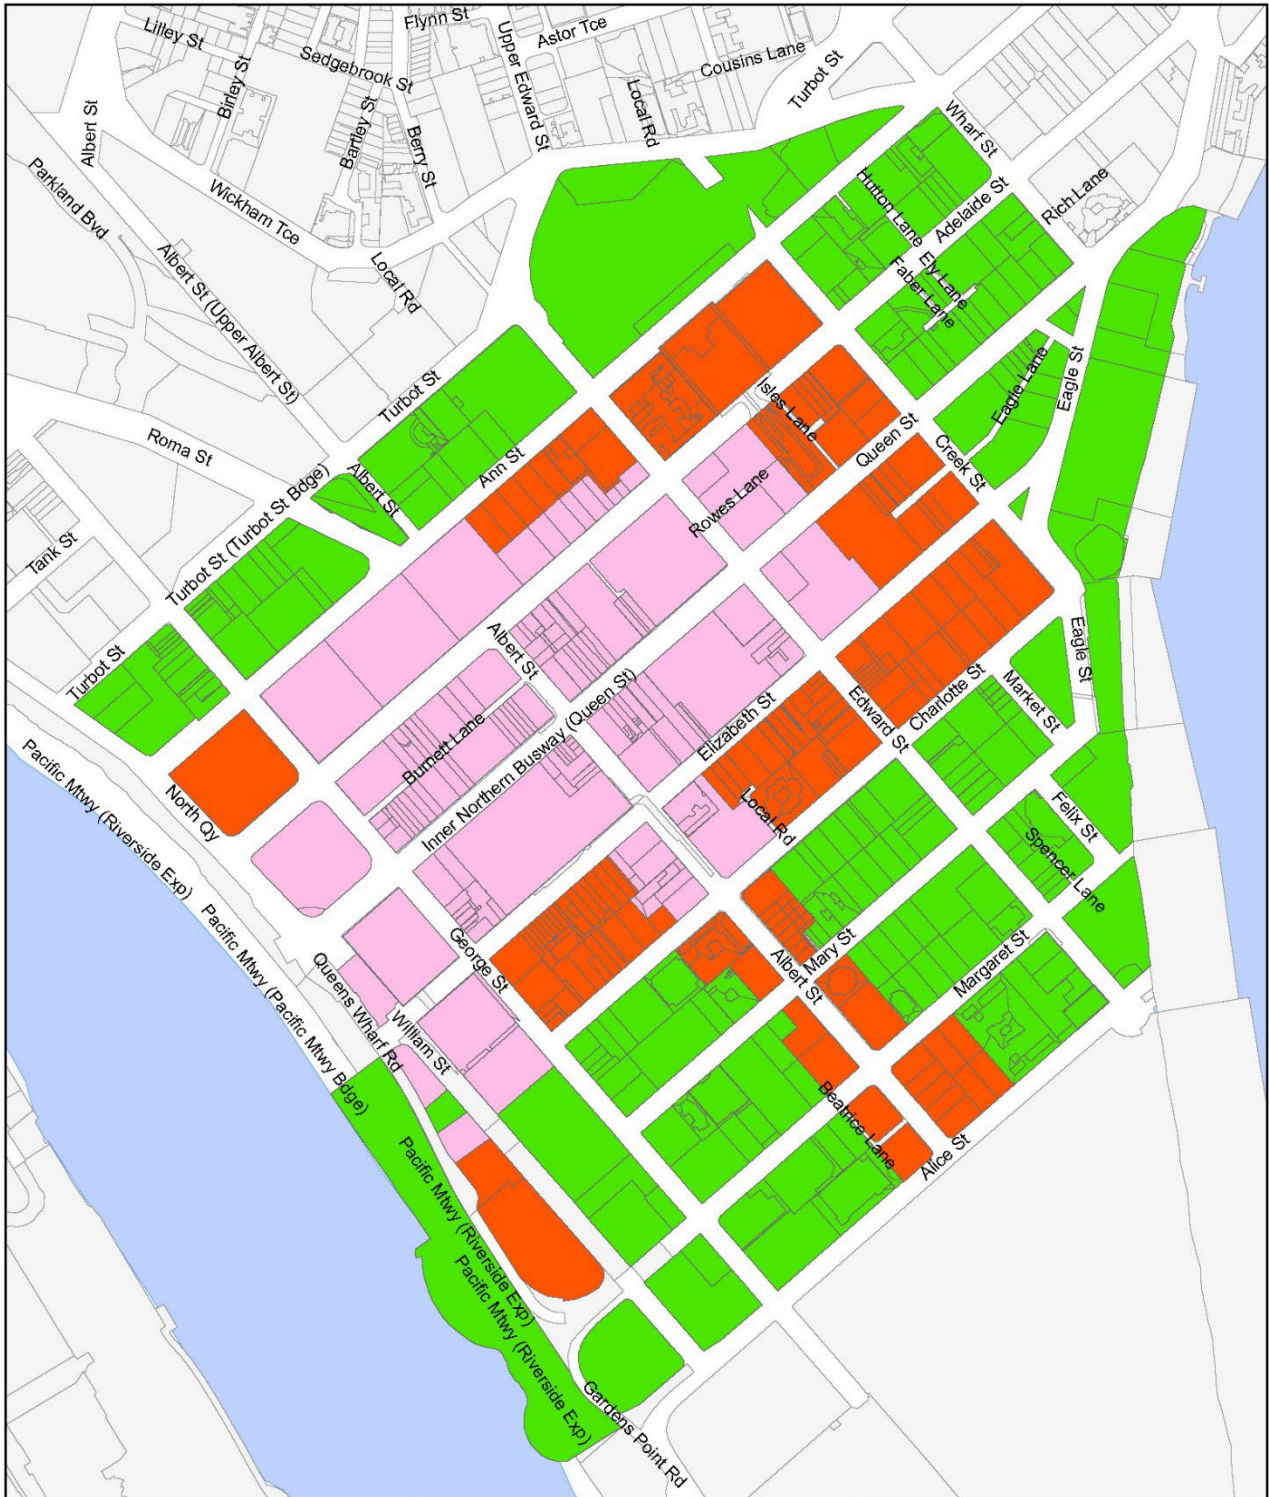 Flynn St
Lilley St
Astor Tce
Upper Edward St
Sedgebrook St
Cousins Lane
Birley St
Turbot St
Local Rd
Albert St
Bartley St
Berry St
Wharf St
Parkland Bvd
Wickham Tce
Hutton Lane
Adelaide St
Rich Lane
Albert St (Upper Albert St)
Local Rd
Ely Lane
Faber Lane
Turbot St
Eagle Lane
Eagle St
Isles Lane
Roma St
Ann St
Queen St
Creek St
Albert St
Rowes Lane
Turbot St (Turbot St Bdge)
Tank St
Albert St
Eagle St
Turbot St
Inner Northern Busway (Queen St)
Elizabeth St
Edward St
Charlotte St
Market St
Burnett Lane
Pacific Mtwy (Riverside Exp)
North Qy
Local Rd
Felix St
Spencer Lane
Pacific Mtwy (Pacific Mtwy Bdge)
George St
Queens Wharf Rd
Mary St
Albert St
Margaret St
William St
Beatrice Lane
Alice St
Pacific Mtwy (Riverside Exp)
Pacific Mtwy (Riverside Exp)
Gardens Point Rd